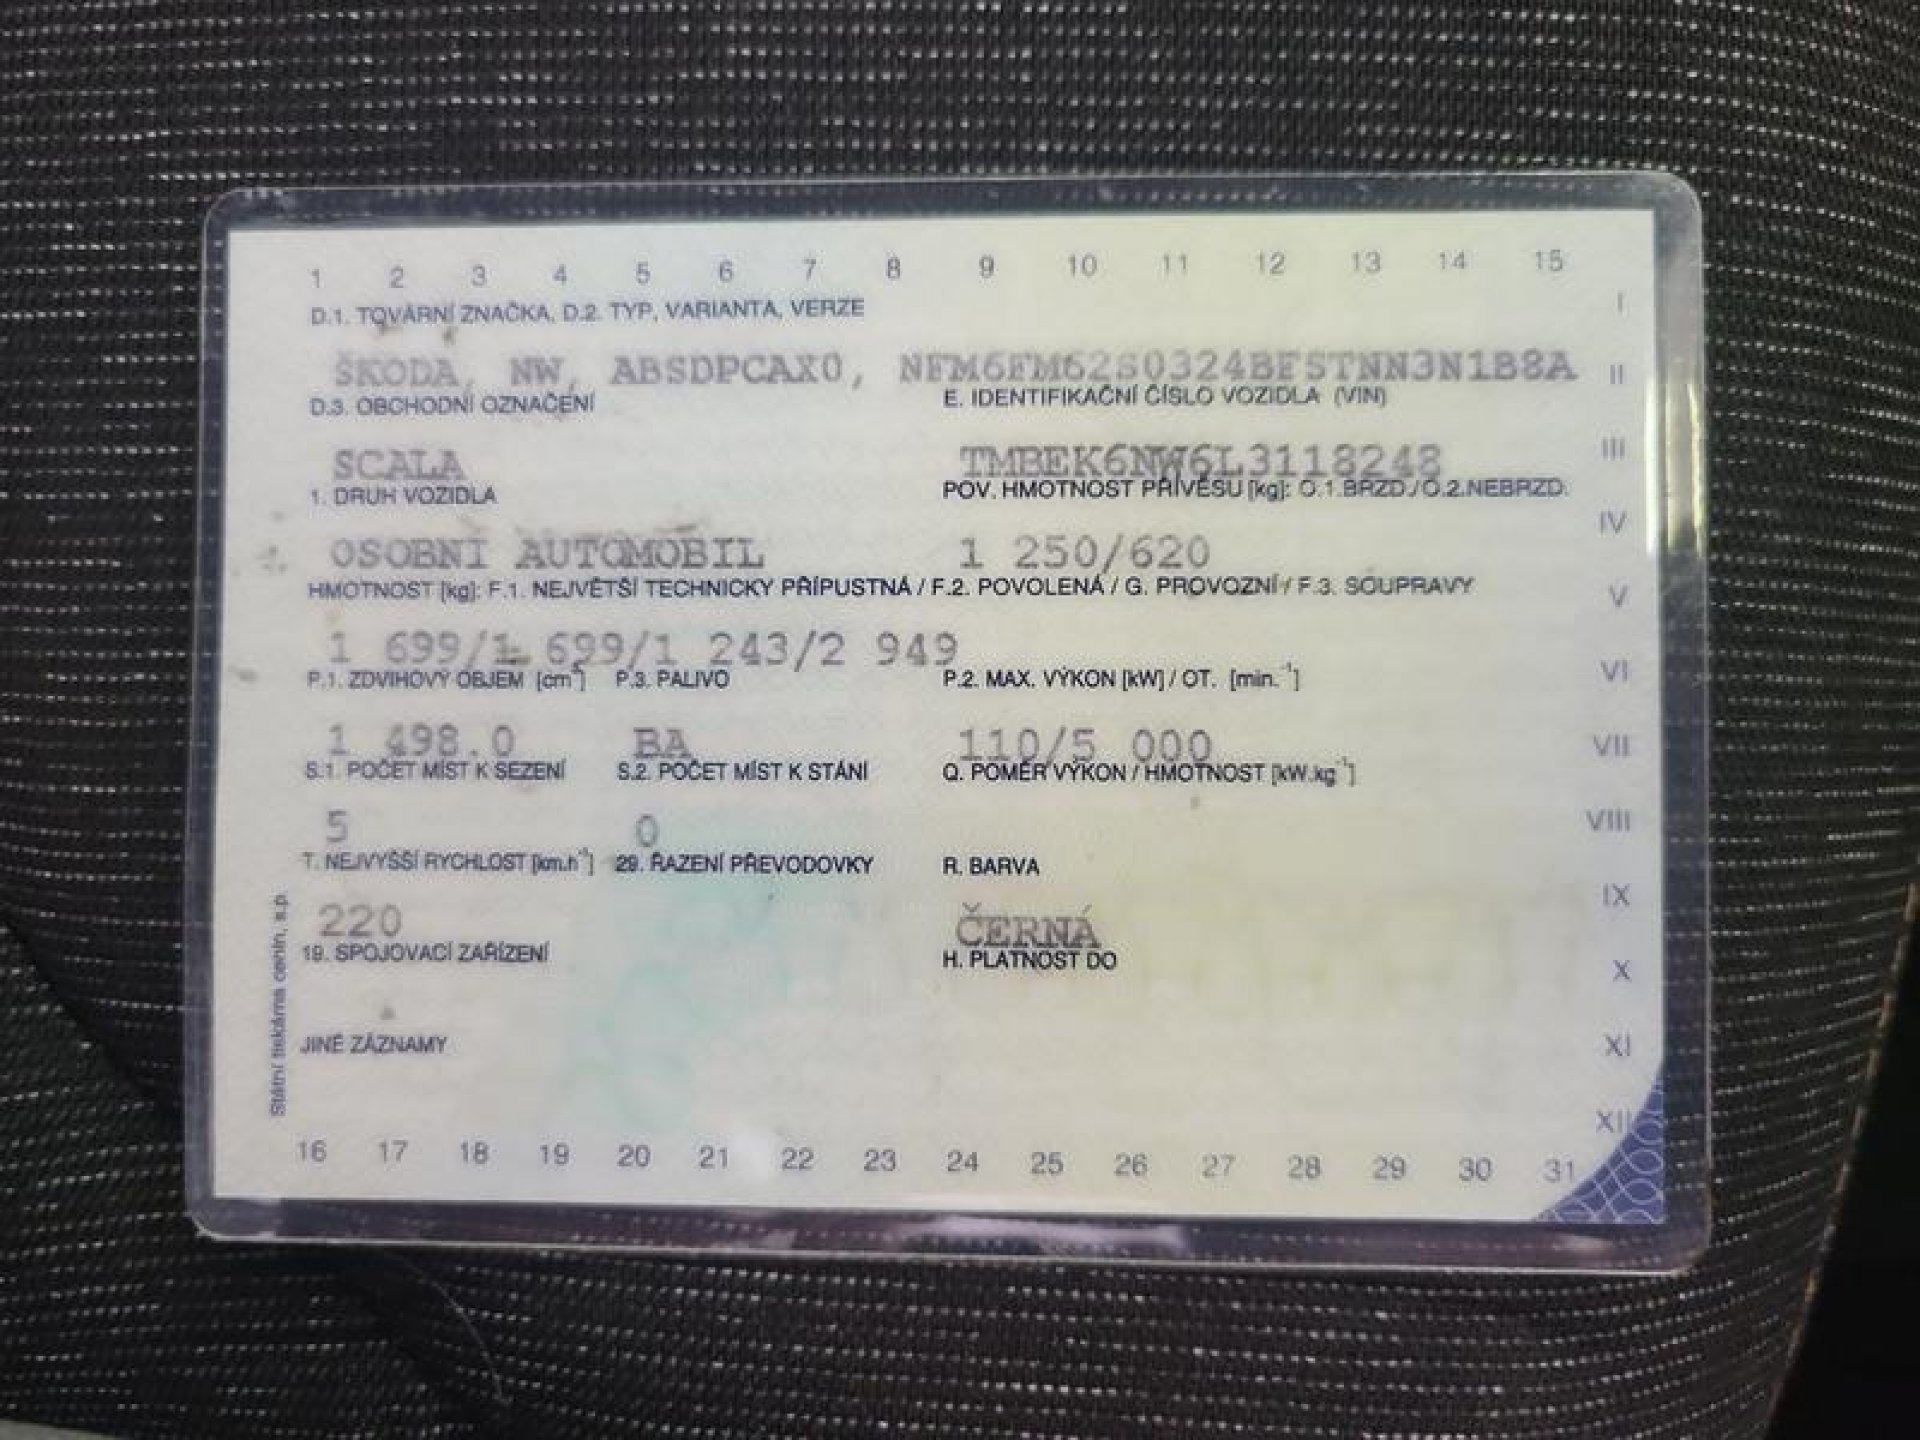 1 2 3 4 5 6 7 8 9 10 11 12 13 14 15
D.1. TOVÁRNÍ ZNAČKA, D.2. TYP, VARIANTA, VERZE
I
ŠKODA, NW, ABSDPCAX0, NFM6FM62S0324BFSTNN3N1B8A
II
D.3. OBCHODNÍ OZNAČENÍ E. IDENTIFIKAČNÍ ČÍSLO VOZIDLA (VIN)
SCALA TMBEK6NW6L3118248
III
1. DRUH VOZIDLA POV. HMOTNOST PŘÍVĚSU [kg]: O.1.BRZD./O.2.NEBRZD.
IV
OSOBNÍ AUTOMOBIL 1 250/620
HMOTNOST [kg]: F.1. NEJVĚTŠÍ TECHNICKY PŘÍPUSTNÁ / F.2. POVOLENÁ / G. PROVOZNÍ / F.3. SOUPRAVY
V
1 699/1 699/1 243/2 949
VI
P.1. ZDVIHOVÝ OBJEM [cm³] P.3. PALIVO P.2. MAX. VÝKON [kW] / OT. [min.⁻¹]
1 498.0 BA 110/5 000
VII
S.1. POČET MÍST K SEZENÍ S.2. POČET MÍST K STÁNÍ Q. POMĚR VÝKON / HMOTNOST [kW.kg⁻¹]
5 0
VIII
T. NEJVYŠŠÍ RYCHLOST [km.h⁻¹] 29. ŘAZENÍ PŘEVODOVKY R. BARVA
IX
220 ČERNÁ
19. SPOJOVACÍ ZAŘÍZENÍ H. PLATNOST DO
X
JINÉ ZÁZNAMY
XI
XII
Státní tiskárna cenin, s.p.
16 17 18 19 20 21 22 23 24 25 26 27 28 29 30 31